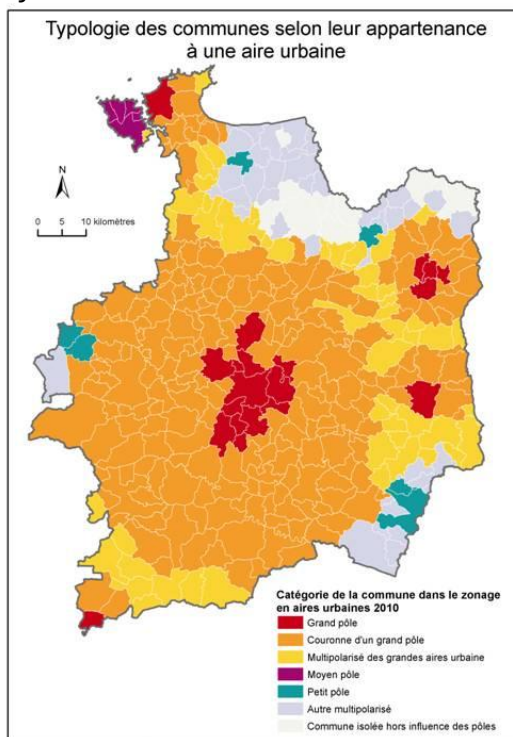 Typologie des communes selon leur appartenance
à une aire urbaine
N
0 5 10 kilomètres
Catégorie de la commune dans le zonage
en aires urbaines 2010
Grand pôle
Couronne d'un grand pôle
Multipolarisé des grandes aires urbaine
Moyen pôle
Petit pôle
Autre multipolarisé
Commune isolée hors influence des pôles